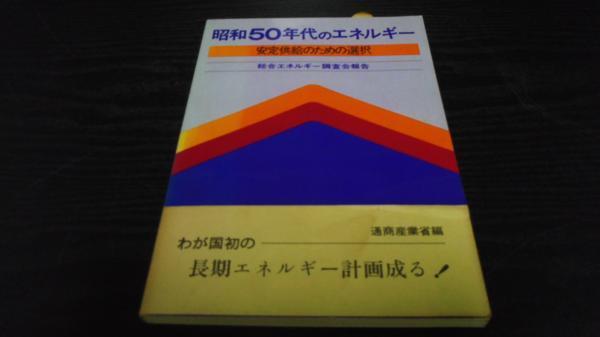 昭和50年代のエネルギー
安定供給のための選択
総合エネルギー調査会報告
通商産業省編
わが国初の
長期エネルギー計画成る！